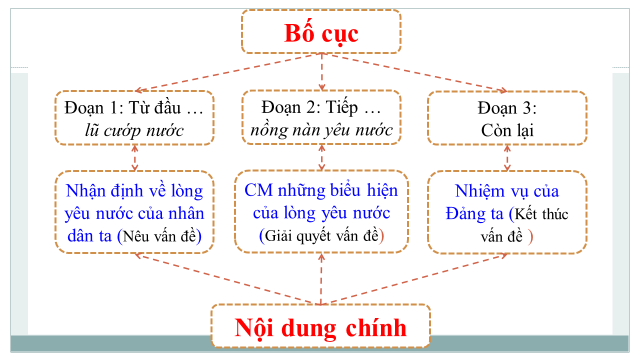 Bố cục
Đoạn 1: Từ đầu …
lũ cướp nước
Đoạn 2: Tiếp …
nồng nàn yêu nước
Đoạn 3:
Còn lại
Nhận định về lòng
yêu nước của nhân
dân ta (Nêu vấn đề)
CM những biểu hiện
của lòng yêu nước
(Giải quyết vấn đề)
Nhiệm vụ của
Đảng ta (Kết thúc
vấn đề )
Nội dung chính